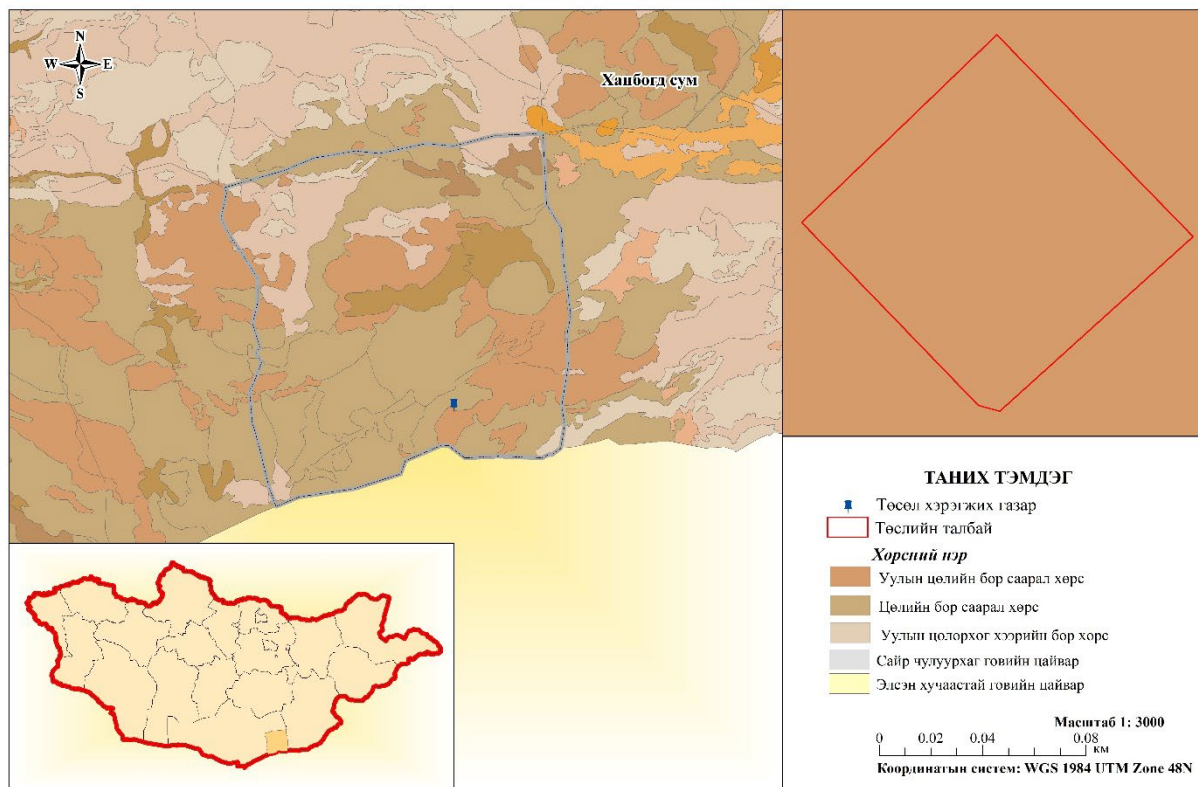 N
W E
S
Ханбогд сум
ТАНИХ ТЭМДЭГ
Төсөл хэрэгжих газар
Төслийн талбай
Хөрсний нэр
Уулын цөлийн бор саарал хөрс
Цөлийн бор саарал хөрс
Уулын цөлөрхөг хээрийн бор хөрс
Сайр чулуурхаг говийн цайвар
Элсэн хучаастай говийн цайвар
Масштаб 1: 3000
0 0.02 0.04 0.08
км
Координатын систем: WGS 1984 UTM Zone 48N